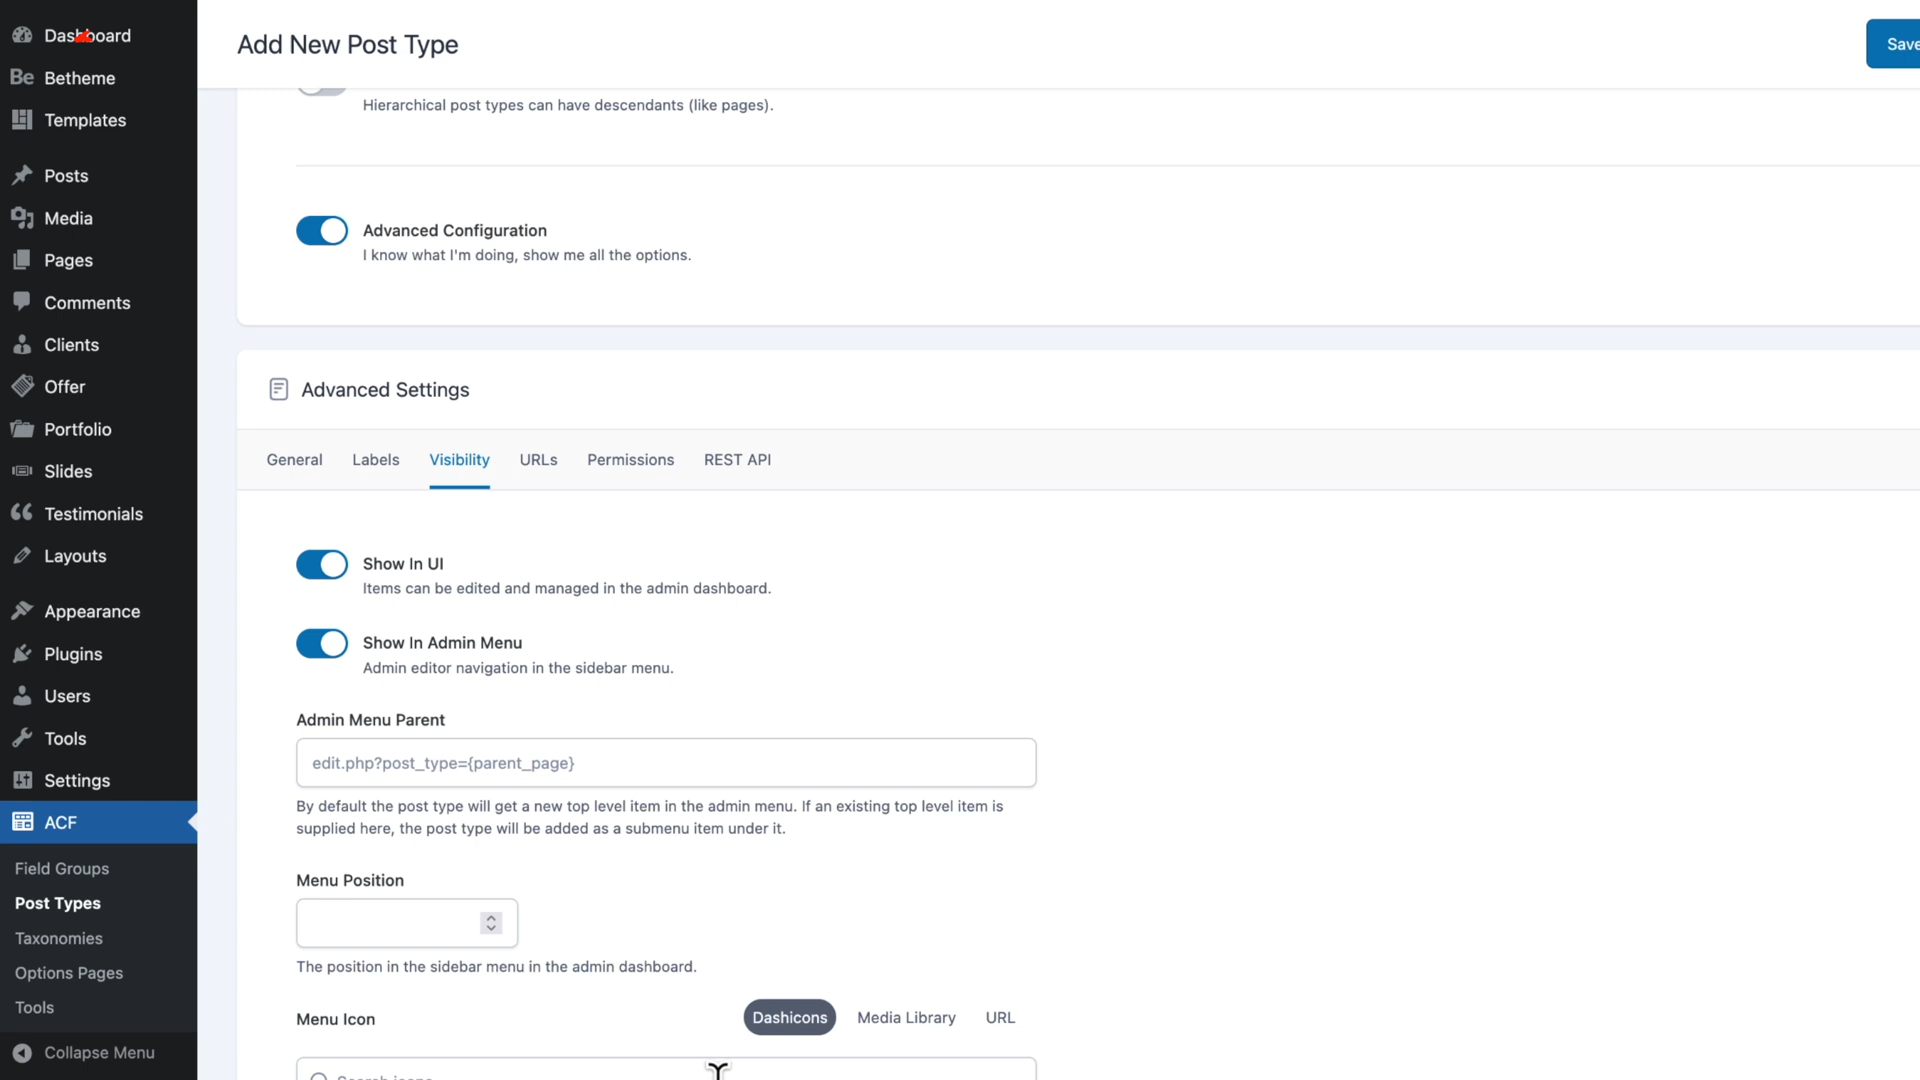 Dashboard
Be Betheme
Templates
Posts
Media
Pages
Comments
Clients
Offer
Portfolio
Slides
Testimonials
Layouts
Appearance
Plugins
Users
Tools
Settings
ACF
Field Groups
Post Types
Taxonomies
Options Pages
Tools
Collapse Menu
Add New Post Type
Save
Hierarchical post types can have descendants (like pages).
Advanced Configuration
I know what I'm doing, show me all the options.
Advanced Settings
General Labels Visibility URLs Permissions REST API
Show In UI
Items can be edited and managed in the admin dashboard.
Show In Admin Menu
Admin editor navigation in the sidebar menu.
Admin Menu Parent
edit.php?post_type={parent_page}
By default the post type will get a new top level item in the admin menu. If an existing top level item is
supplied here, the post type will be added as a submenu item under it.
Menu Position
The position in the sidebar menu in the admin dashboard.
Menu Icon Dashicons Media Library URL